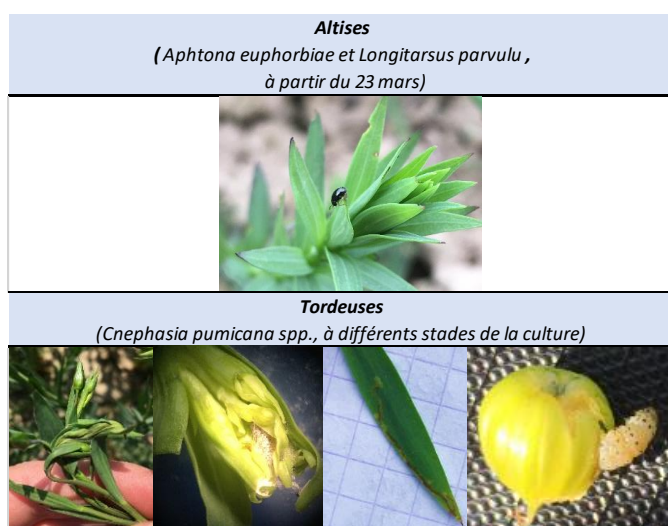 Altises
( Aphtona euphorbiae et Longitarsus parvulu ,
à partir du 23 mars)
Tordeuses
(Cnephasia pumicana spp., à différents stades de la culture)